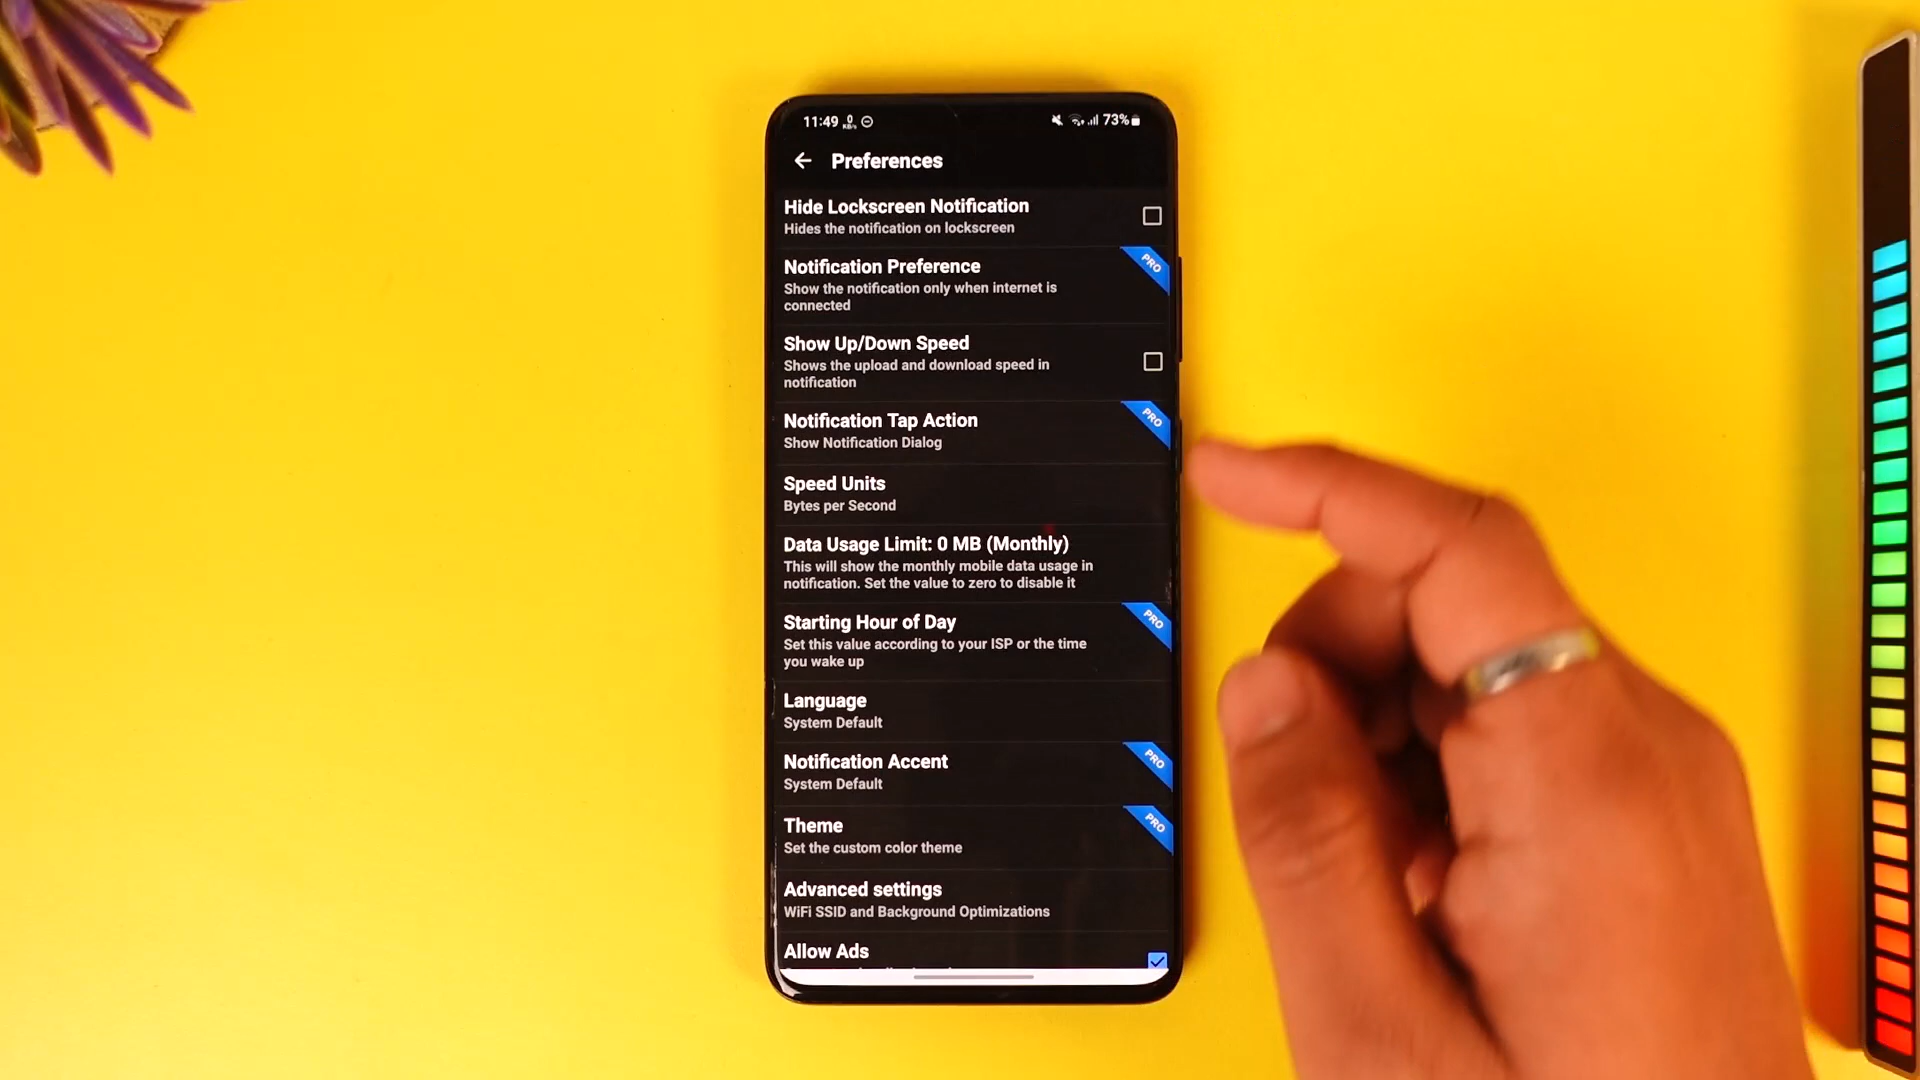 11:49 0 KB/s 73%
Preferences
Hide Lockscreen Notification
Hides the notification on lockscreen
PRO
Notification Preference
Show the notification only when internet is
connected
Show Up/Down Speed
Shows the upload and download speed in
notification
PRO
Notification Tap Action
Show Notification Dialog
Speed Units
Bytes per Second
Data Usage Limit: 0 MB (Monthly)
This will show the monthly mobile data usage in
notification. Set the value to zero to disable it
PRO
Starting Hour of Day
Set this value according to your ISP or the time
you wake up
Language
System Default
PRO
Notification Accent
System Default
PRO
Theme
Set the custom color theme
Advanced settings
WiFi SSID and Background Optimizations
Allow Ads